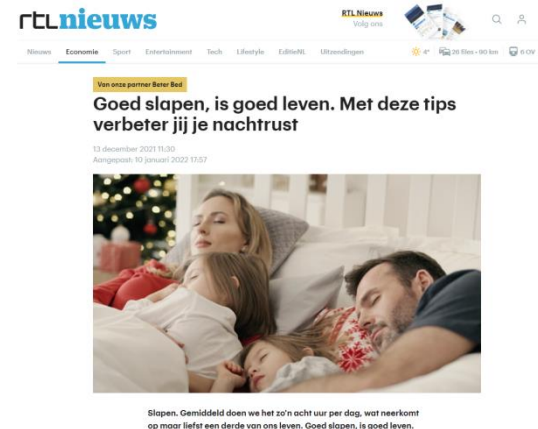 rtlnieuws
RTL Nieuws
Volg ons
Nieuws Economie Sport Entertainment Tech Lifestyle EditieNL Uitzendingen 4° 26 files - 90 km 6 OV
Van onze partner Beter Bed
Goed slapen, is goed leven. Met deze tips
verbeter jij je nachtrust
13 december 2021 11:30
Aangepast: 10 januari 2022 17:57
Slapen. Gemiddeld doen we het zo'n acht uur per dag, wat neerkomt
op maar liefst een derde van ons leven. Goed slapen, is goed leven.